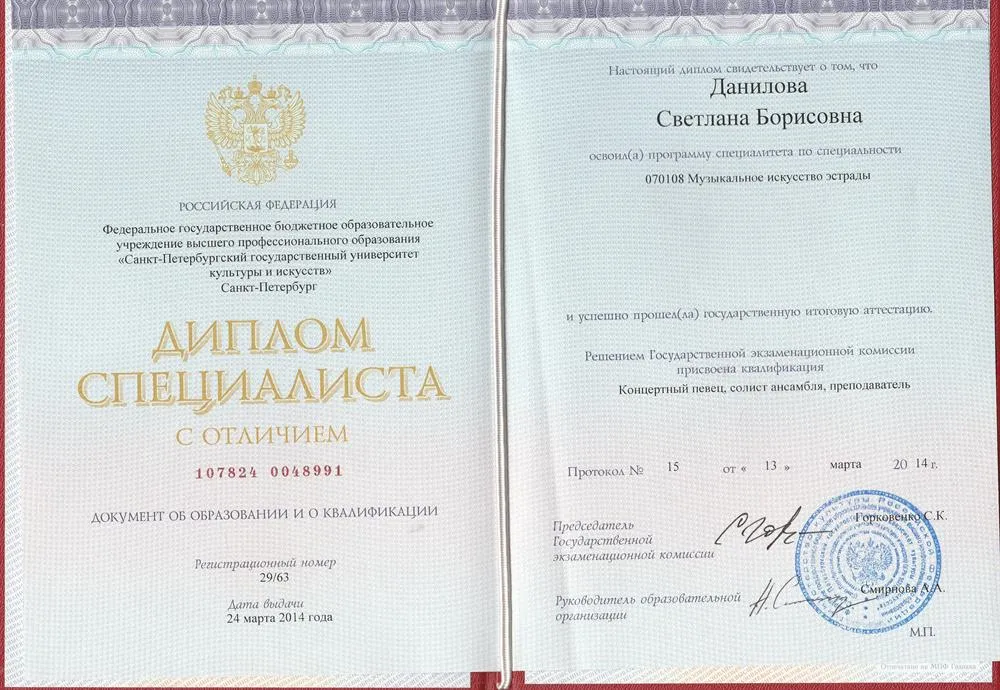 РОССИЙСКАЯ ФЕДЕРАЦИЯ
Федеральное государственное бюджетное образовательное
учреждение высшего профессионального образования
«Санкт-Петербургский государственный университет
культуры и искусств»
Санкт-Петербург
ДИПЛОМ
СПЕЦИАЛИСТА
С ОТЛИЧИЕМ
107824 0048991
ДОКУМЕНТ ОБ ОБРАЗОВАНИИ И О КВАЛИФИКАЦИИ
Регистрационный номер
29/63
Дата выдачи
24 марта 2014 года
Настоящий диплом свидетельствует о том, что
Данилова
Светлана Борисовна
освоил(а) программу специалитета по специальности
070108 Музыкальное искусство эстрады
и успешно прошел(ла) государственную итоговую аттестацию.
Решением Государственной экзаменационной комиссии
присвоена квалификация
Концертный певец, солист ансамбля, преподаватель
Протокол № 15 от « 13 » марта 20 14 г.
Председатель
Государственной
экзаменационной комиссии
Горковенко С.К.
Руководитель образовательной
организации
Смирнова А.А.
М.П.
Отпечатано на МПФ Гознака